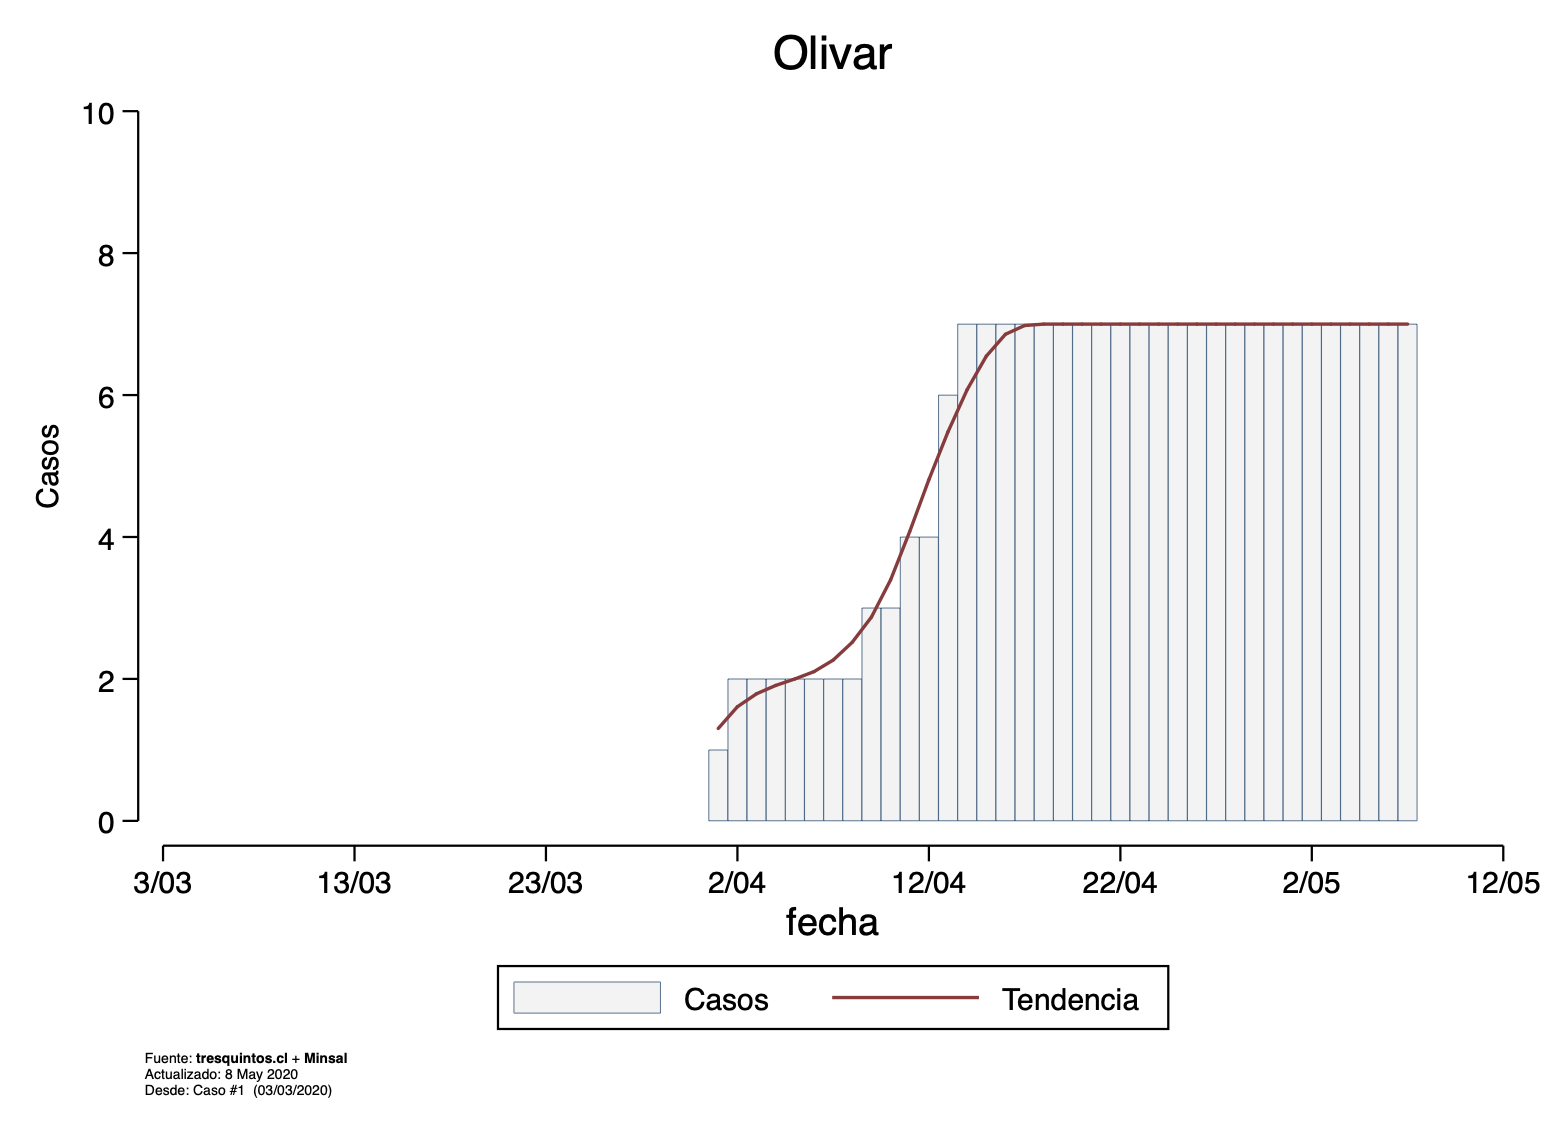 Olivar
10
8
6
4
2
0
Casos
3/03 13/03 23/03 2/04 12/04 22/04 2/05 12/05
fecha
Casos Tendencia
Fuente: tresquintos.cl + Minsal
Actualizado: 8 May 2020
Desde: Caso #1 (03/03/2020)